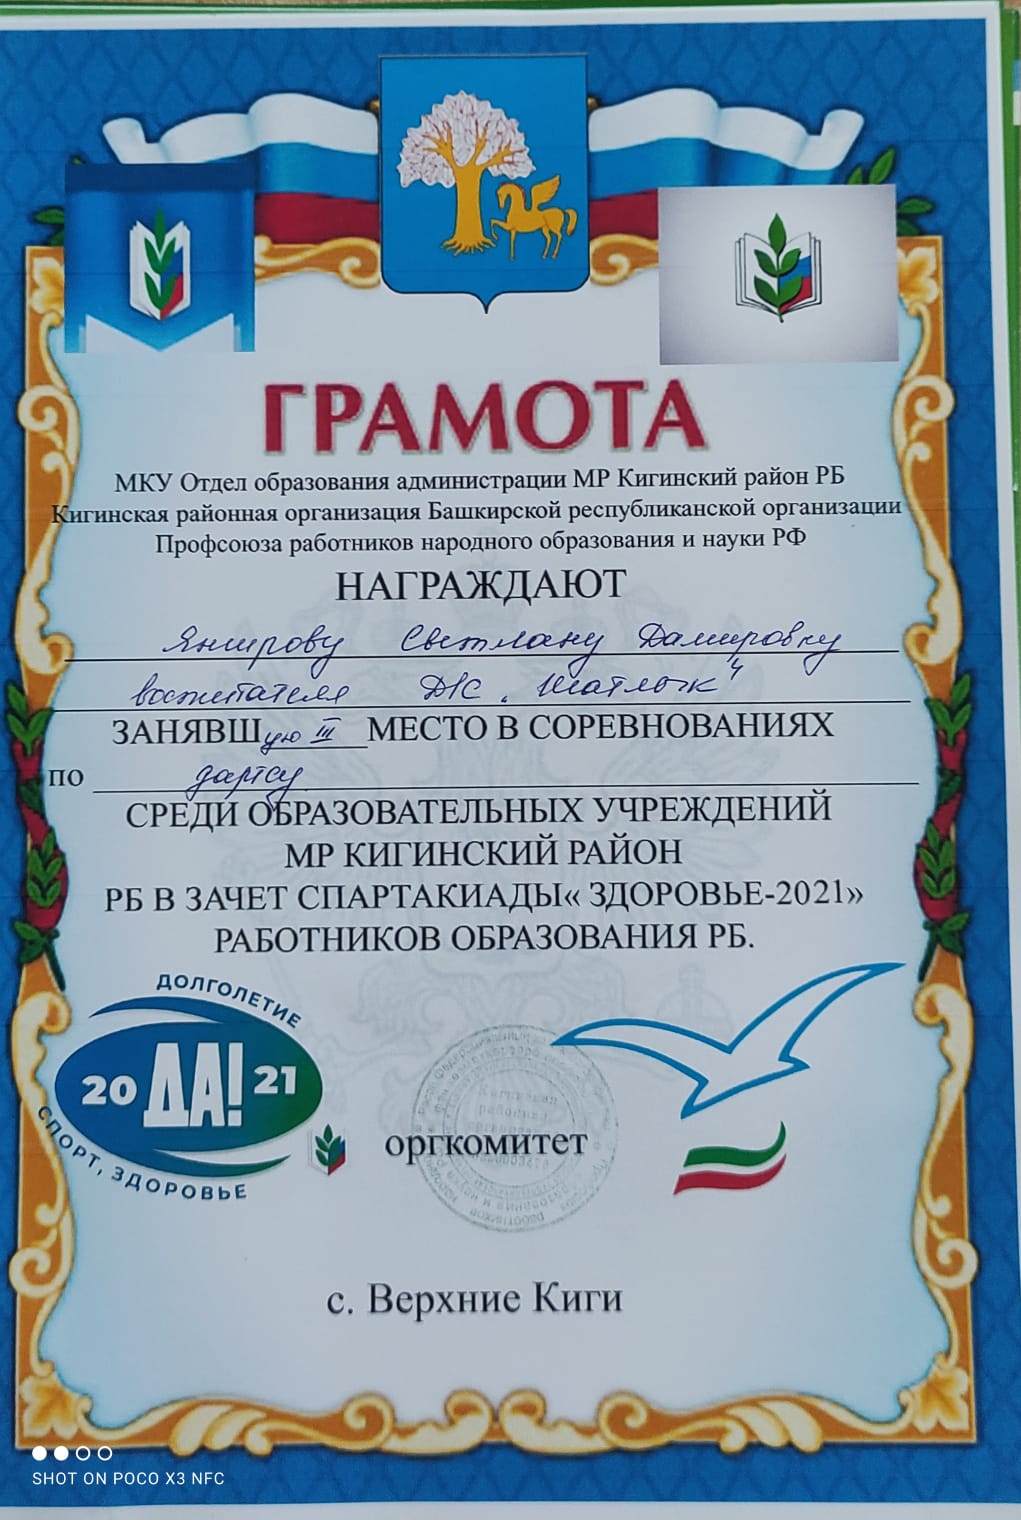 ГРАМОТА
МКУ Отдел образования администрации МР Кигинский район РБ
Кигинская районная организация Башкирской республиканской организации
Профсоюза работников народного образования и науки РФ
НАГРАЖДАЮТ
Янирову Светлану Дамировну
воспитателя Д/С "Шатлык"
ЗАНЯВШую III МЕСТО В СОРЕВНОВАНИЯХ
по дартсу
СРЕДИ ОБРАЗОВАТЕЛЬНЫХ УЧРЕЖДЕНИЙ
МР КИГИНСКИЙ РАЙОН
РБ В ЗАЧЕТ СПАРТАКИАДЫ« ЗДОРОВЬЕ-2021»
РАБОТНИКОВ ОБРАЗОВАНИЯ РБ.
ДОЛГОЛЕТИЕ
20 ДА! 21
СПОРТ, ЗДОРОВЬЕ
оргкомитет
с. Верхние Киги
SHOT ON POCO X3 NFC